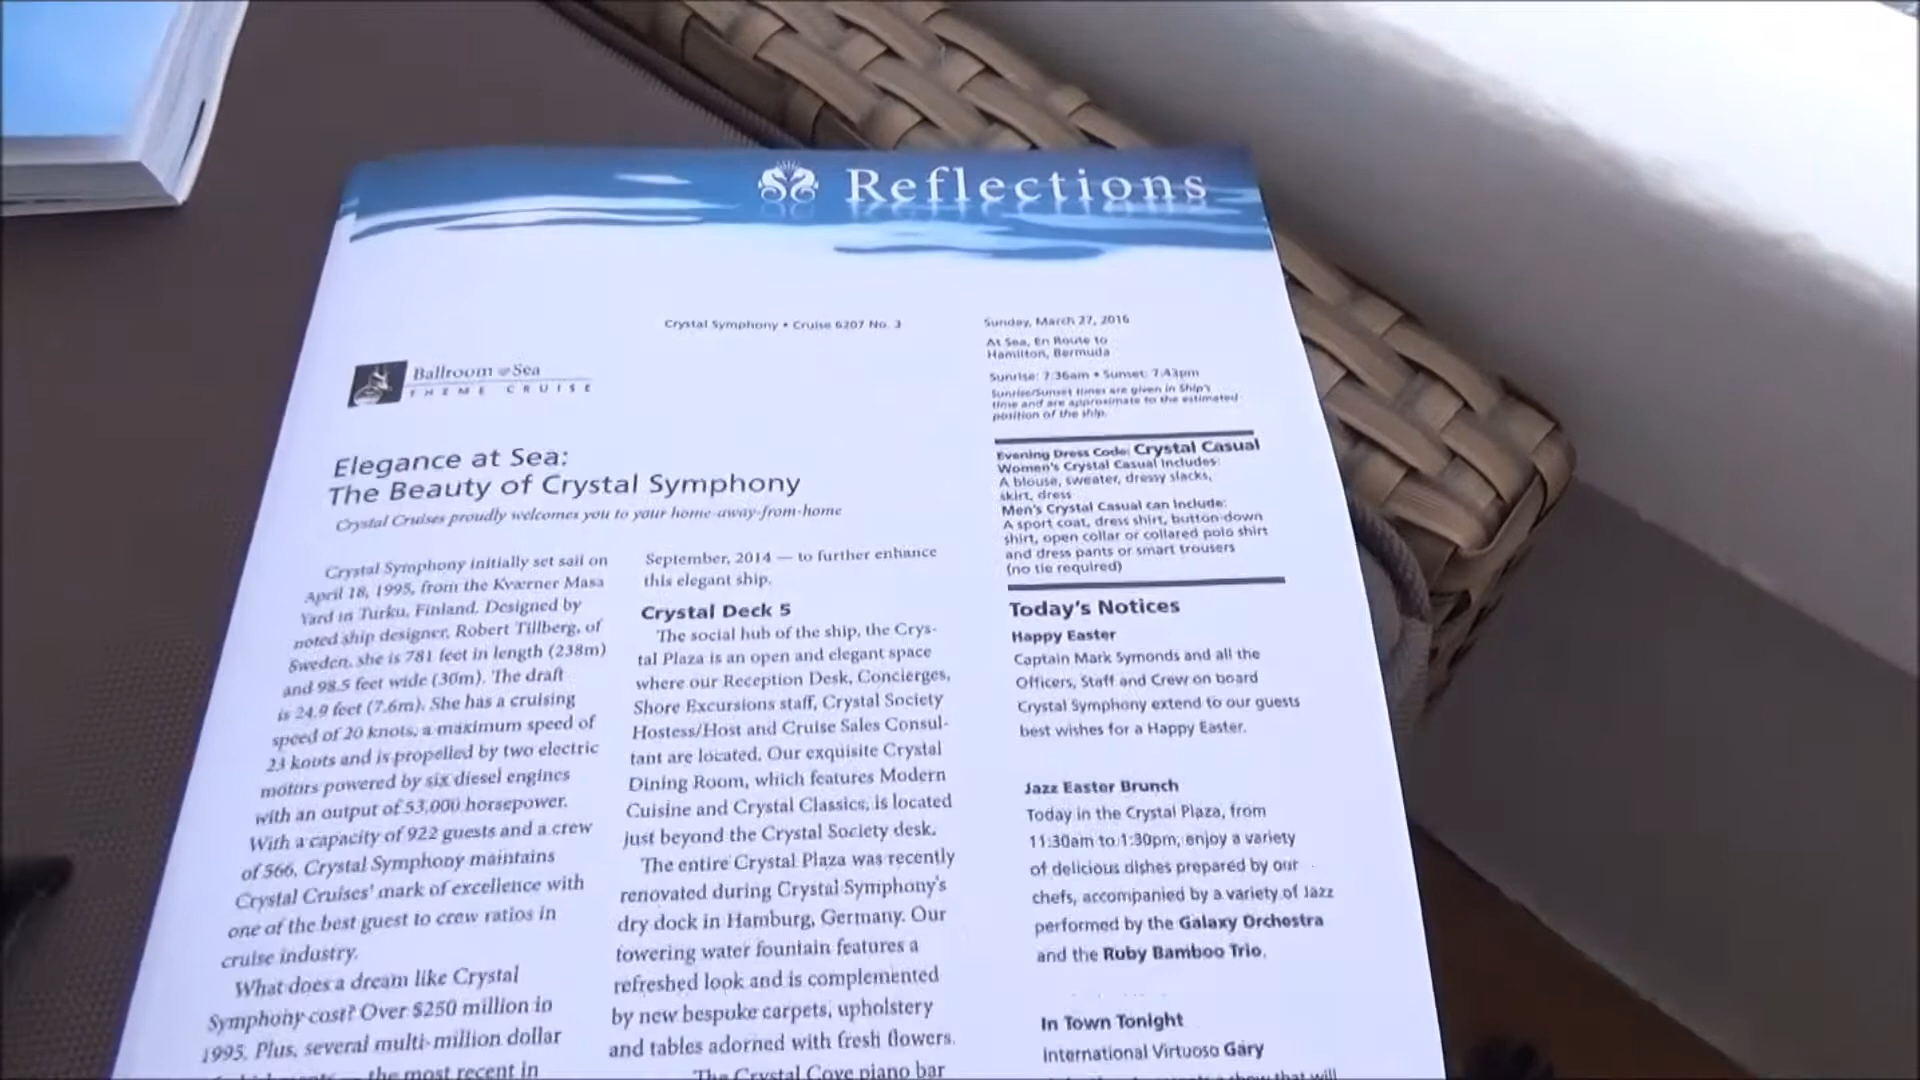 Reflections
Crystal Symphony • Cruise 6207 No. 3
Ballroom @ Sea
THEME CRUISE
Elegance at Sea:
The Beauty of Crystal Symphony
Crystal Cruises proudly welcomes you to your home-away-from-home
Crystal Symphony initially set sail on
April 18, 1995, from the Kværner Masa
Yard in Turku, Finland. Designed by
noted ship designer, Robert Tillberg, of
Sweden, she is 781 feet in length (238m)
and 98.5 feet wide (30m). The draft
is 24.9 feet (7.6m). She has a cruising
speed of 20 knots, a maximum speed of
23 knots and is propelled by two electric
motors powered by six diesel engines
with an output of 53,000 horsepower.
With a capacity of 922 guests and a crew
of 566, Crystal Symphony maintains
Crystal Cruises' mark of excellence with
one of the best guest to crew ratios in
cruise industry.
What does a dream like Crystal
Symphony cost? Over $250 million in
1995. Plus, several multi-million dollar
the most recent in
September, 2014 — to further enhance
this elegant ship.
Crystal Deck 5
The social hub of the ship, the Crys-
tal Plaza is an open and elegant space
where our Reception Desk, Concierges,
Shore Excursions staff, Crystal Society
Hostess/Host and Cruise Sales Consul-
tant are located. Our exquisite Crystal
Dining Room, which features Modern
Cuisine and Crystal Classics, is located
just beyond the Crystal Society desk.
The entire Crystal Plaza was recently
renovated during Crystal Symphony's
dry dock in Hamburg, Germany. Our
towering water fountain features a
refreshed look and is complemented
by new bespoke carpets, upholstery
and tables adorned with fresh flowers.
The Crystal Cove piano bar
Sunday, March 27, 2016
At Sea, En Route to
Hamilton, Bermuda
Sunrise: 7:36am • Sunset: 7:43pm
Sunrise/Sunset times are given in Ship's
time and are approximate to the estimated
position of the ship.
Evening Dress Code: Crystal Casual
Women's Crystal Casual Includes:
A blouse, sweater, dressy slacks,
skirt, dress
Men's Crystal Casual can Include:
A sport coat, dress shirt, button-down
shirt, open collar or collared polo shirt
and dress pants or smart trousers
(no tie required)
Today's Notices
Happy Easter
Captain Mark Symonds and all the
Officers, Staff and Crew on board
Crystal Symphony extend to our guests
best wishes for a Happy Easter.
Jazz Easter Brunch
Today in the Crystal Plaza, from
11:30am to 1:30pm, enjoy a variety
of delicious dishes prepared by our
chefs, accompanied by a variety of Jazz
performed by the Galaxy Orchestra
and the Ruby Bamboo Trio.
In Town Tonight
International Virtuoso Gary
a show that will